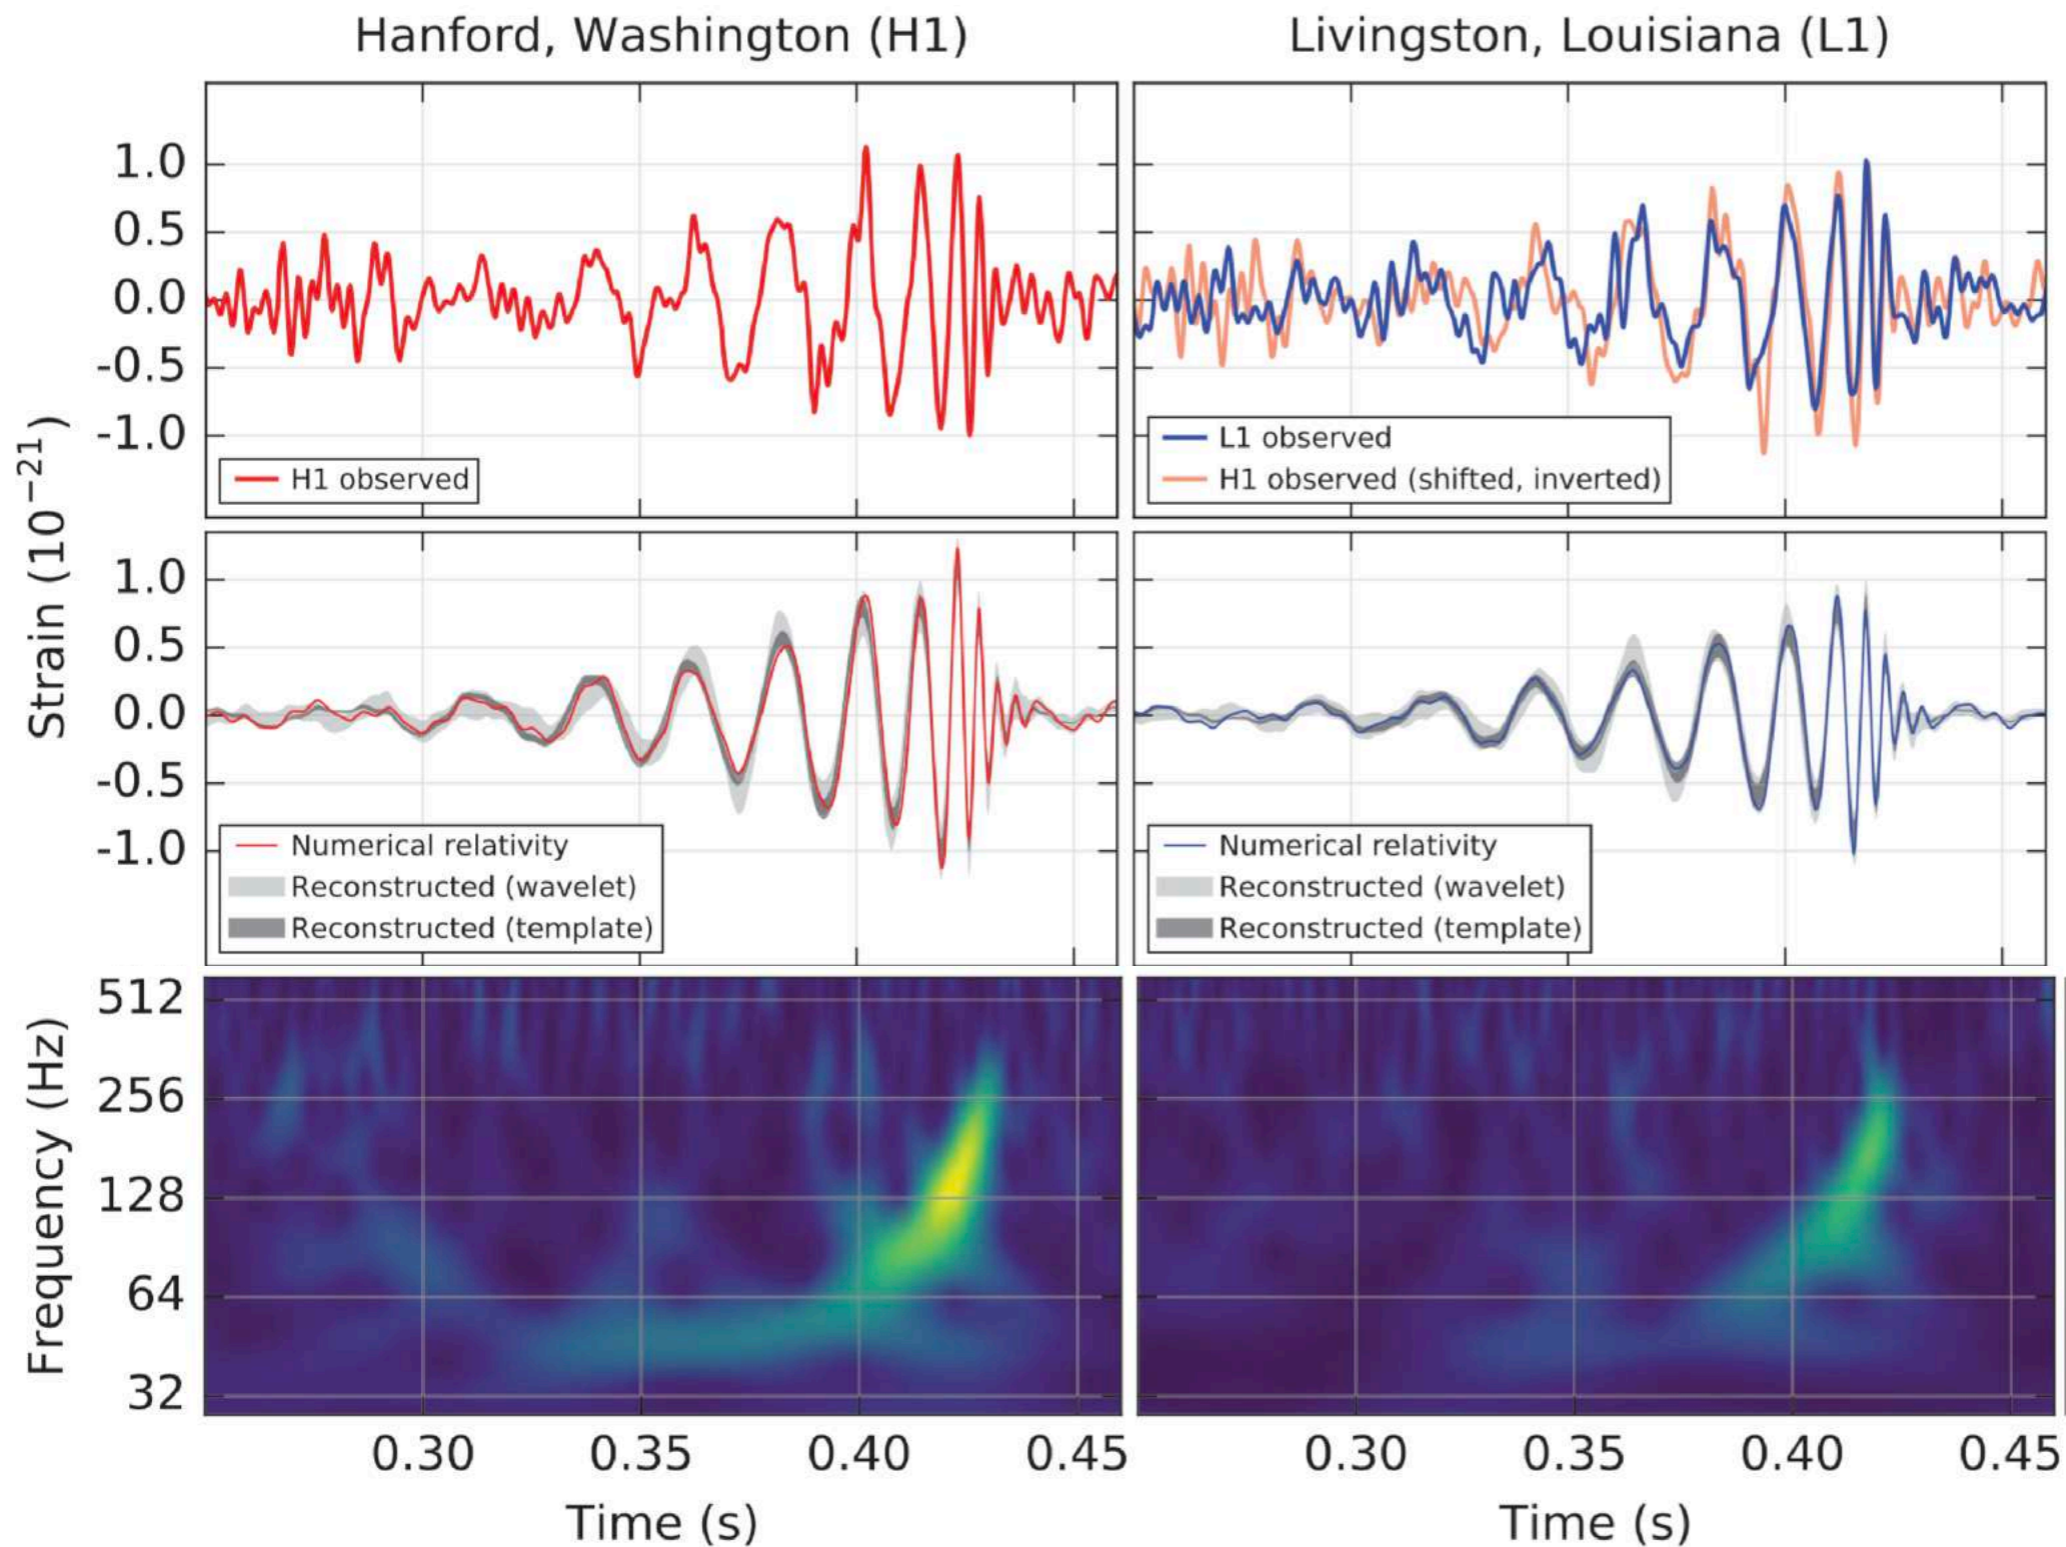 Hanford, Washington (H1)
Livingston, Louisiana (L1)
Strain (10⁻²¹)
1.0
0.5
0.0
-0.5
-1.0
H1 observed
L1 observed
H1 observed (shifted, inverted)
1.0
0.5
0.0
-0.5
-1.0
Numerical relativity
Reconstructed (wavelet)
Reconstructed (template)
Numerical relativity
Reconstructed (wavelet)
Reconstructed (template)
Frequency (Hz)
512
256
128
64
32
0.30 0.35 0.40 0.45
0.30 0.35 0.40 0.45
Time (s)
Time (s)